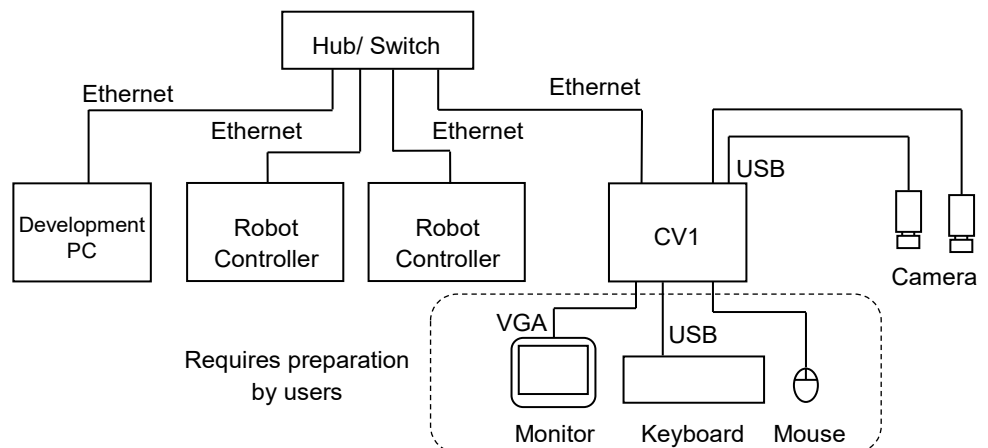 Hub/ Switch
Ethernet
Ethernet
Ethernet
Ethernet
USB
Development
PC
Robot
Controller
Robot
Controller
CV1
Camera
VGA
USB
Requires preparation
by users
Monitor
Keyboard
Mouse